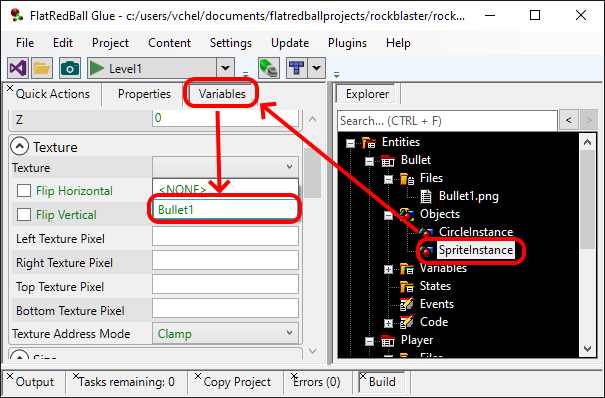 FlatRedBall Glue - c:/users/vchel/documents/flatredballprojects/rockblaster/rock...
File Edit Project Content Settings Update Plugins Help
Level1
Quick Actions Properties Variables
Z 0
Texture
Texture
<NONE>
Bullet1
Flip Horizontal
Flip Vertical
Left Texture Pixel
Right Texture Pixel
Top Texture Pixel
Bottom Texture Pixel
Texture Address Mode Clamp
Size
Explorer
Search... (CTRL + F) < >
Entities
Bullet
Files
Bullet1.png
Objects
CircleInstance
SpriteInstance
Variables
States
Events
Code
Player
Files
Output Tasks remaining: 0 Copy Project Errors (0) Build